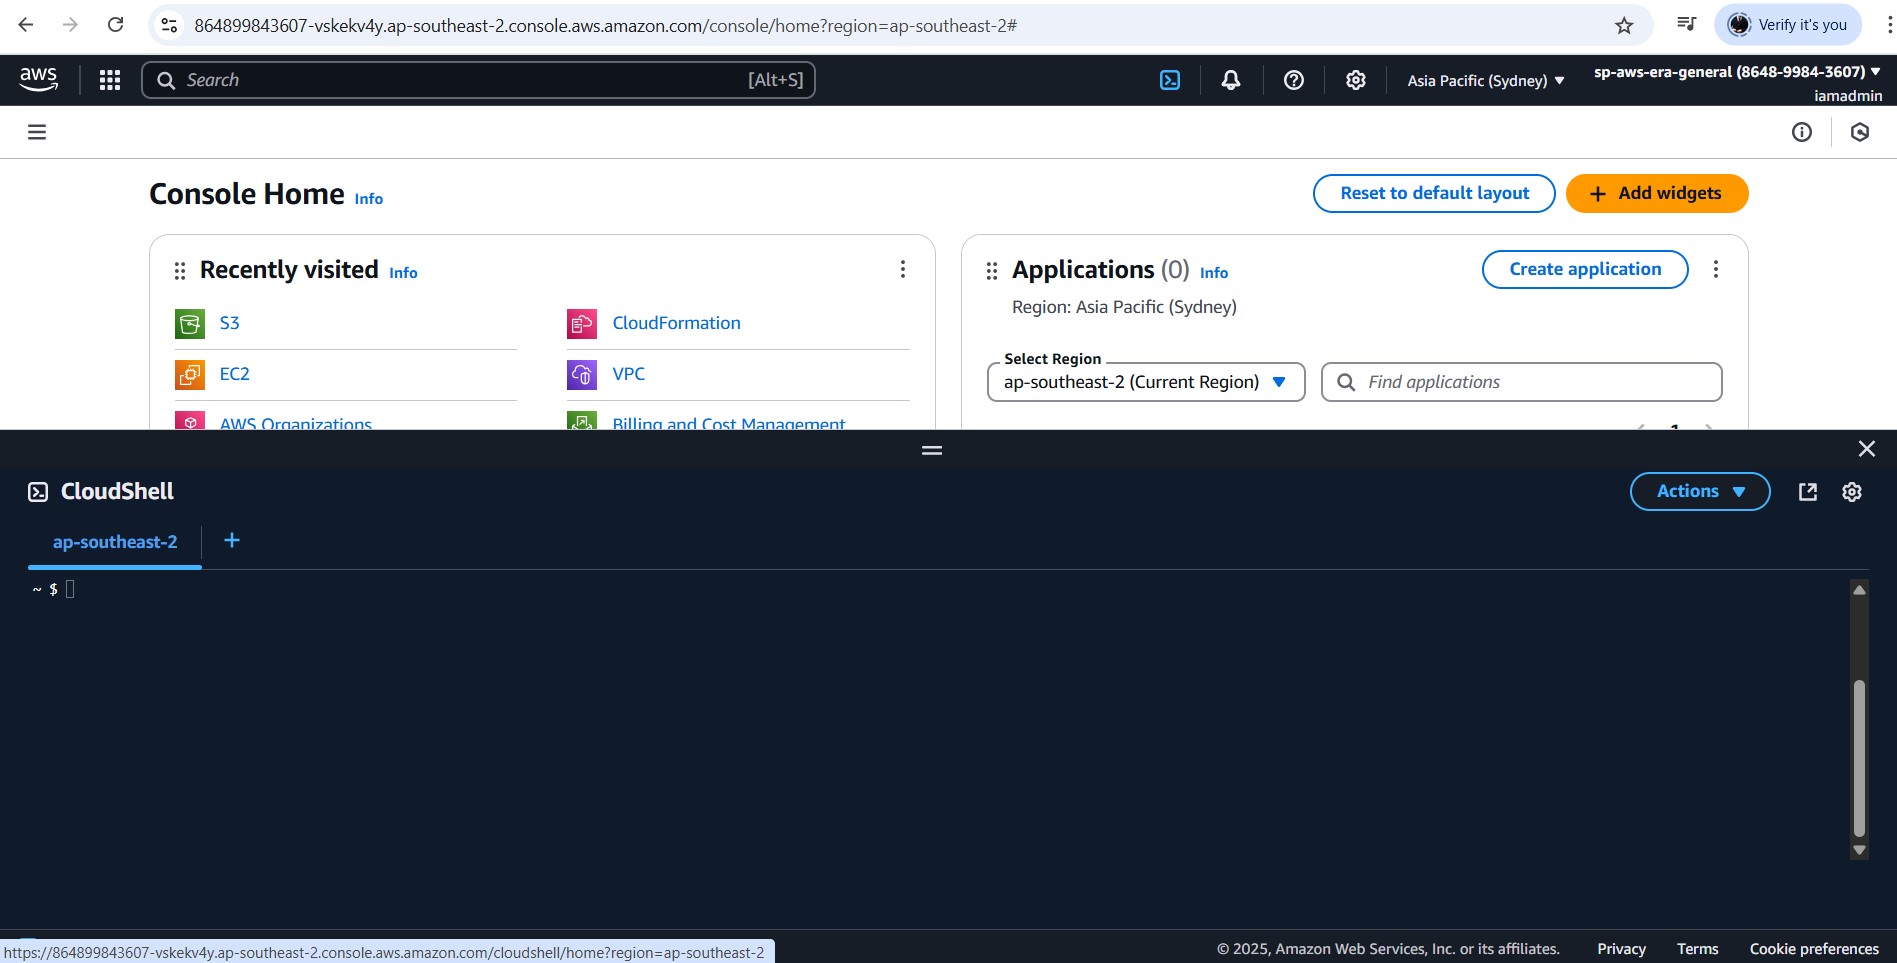 864899843607-vskekv4y.ap-southeast-2.console.aws.amazon.com/console/home?region=ap-southeast-2#
Verify it's you
aws
Search
[Alt+S]
Asia Pacific (Sydney)
sp-aws-era-general (8648-9984-3607)
iamadmin
Console Home Info
Reset to default layout
+ Add widgets
Recently visited Info
S3
CloudFormation
EC2
VPC
AWS Organizations
Billing and Cost Management
Applications (0) Info
Create application
Region: Asia Pacific (Sydney)
Select Region
ap-southeast-2 (Current Region)
Find applications
1
CloudShell
Actions
ap-southeast-2
+
~ $
https://864899843607-vskekv4y.ap-southeast-2.console.aws.amazon.com/cloudshell/home?region=ap-southeast-2
© 2025, Amazon Web Services, Inc. or its affiliates.
Privacy
Terms
Cookie preferences